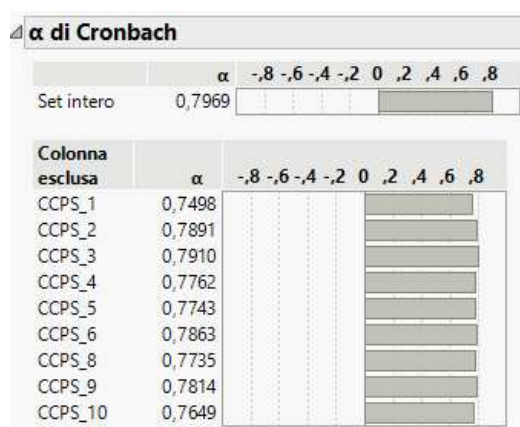 α di Cronbach
α -,8 -,6 -,4 -,2 0 ,2 ,4 ,6 ,8
Set intero 0,7969
Colonna
esclusa α -,8 -,6 -,4 -,2 0 ,2 ,4 ,6 ,8
CCPS_1 0,7498
CCPS_2 0,7891
CCPS_3 0,7910
CCPS_4 0,7762
CCPS_5 0,7743
CCPS_6 0,7863
CCPS_8 0,7735
CCPS_9 0,7814
CCPS_10 0,7649